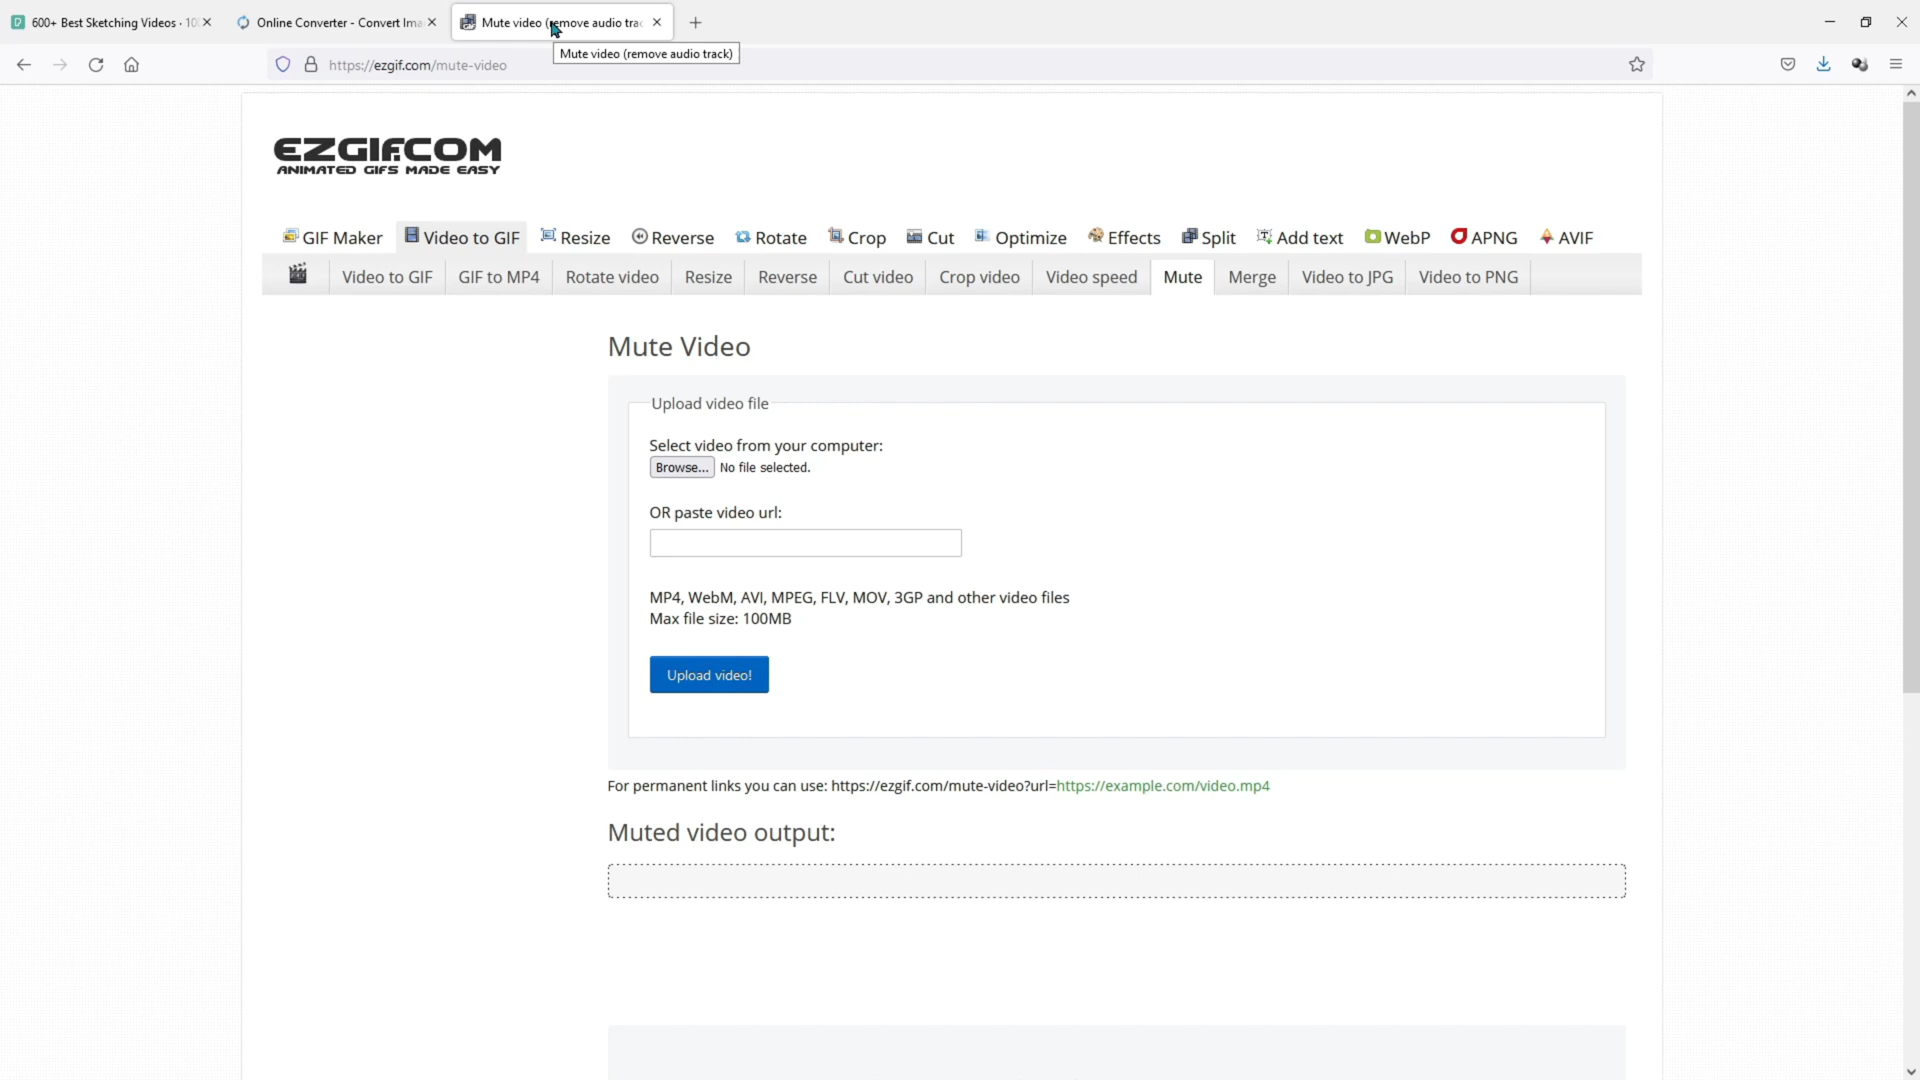 600+ Best Sketching Videos · 10
Online Converter - Convert Ima
Mute video (remove audio trac
Mute video (remove audio track)
https://ezgif.com/mute-video
EZGIF.COM
ANIMATED GIFS MADE EASY
GIF Maker Video to GIF Resize Reverse Rotate Crop Cut Optimize Effects Split Add text WebP APNG AVIF
Video to GIF GIF to MP4 Rotate video Resize Reverse Cut video Crop video Video speed Mute Merge Video to JPG Video to PNG
Mute Video
Upload video file
Select video from your computer:
Browse... No file selected.
OR paste video url:
MP4, WebM, AVI, MPEG, FLV, MOV, 3GP and other video files
Max file size: 100MB
Upload video!
For permanent links you can use: https://ezgif.com/mute-video?url=https://example.com/video.mp4
Muted video output: